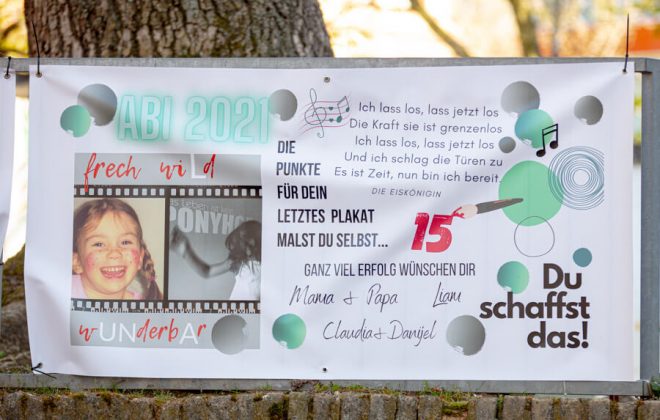 ABI 2021
frech wiLd
PONYHOF
wUNderbAr
DIE
PUNKTE
FÜR DEIN
LETZTES PLAKAT
MALST DU SELBST...
Ich lass los, lass jetzt los
Die Kraft sie ist grenzenlos
Ich lass los, lass jetzt los
Und ich schlag die Türen zu
Es ist Zeit, nun bin ich bereit.
DIE EISKÖNIGIN
15
GANZ VIEL ERFOLG WÜNSCHEN DIR
Mama & Papa Liam
Claudia & Danijel
Du
schaffst
das!